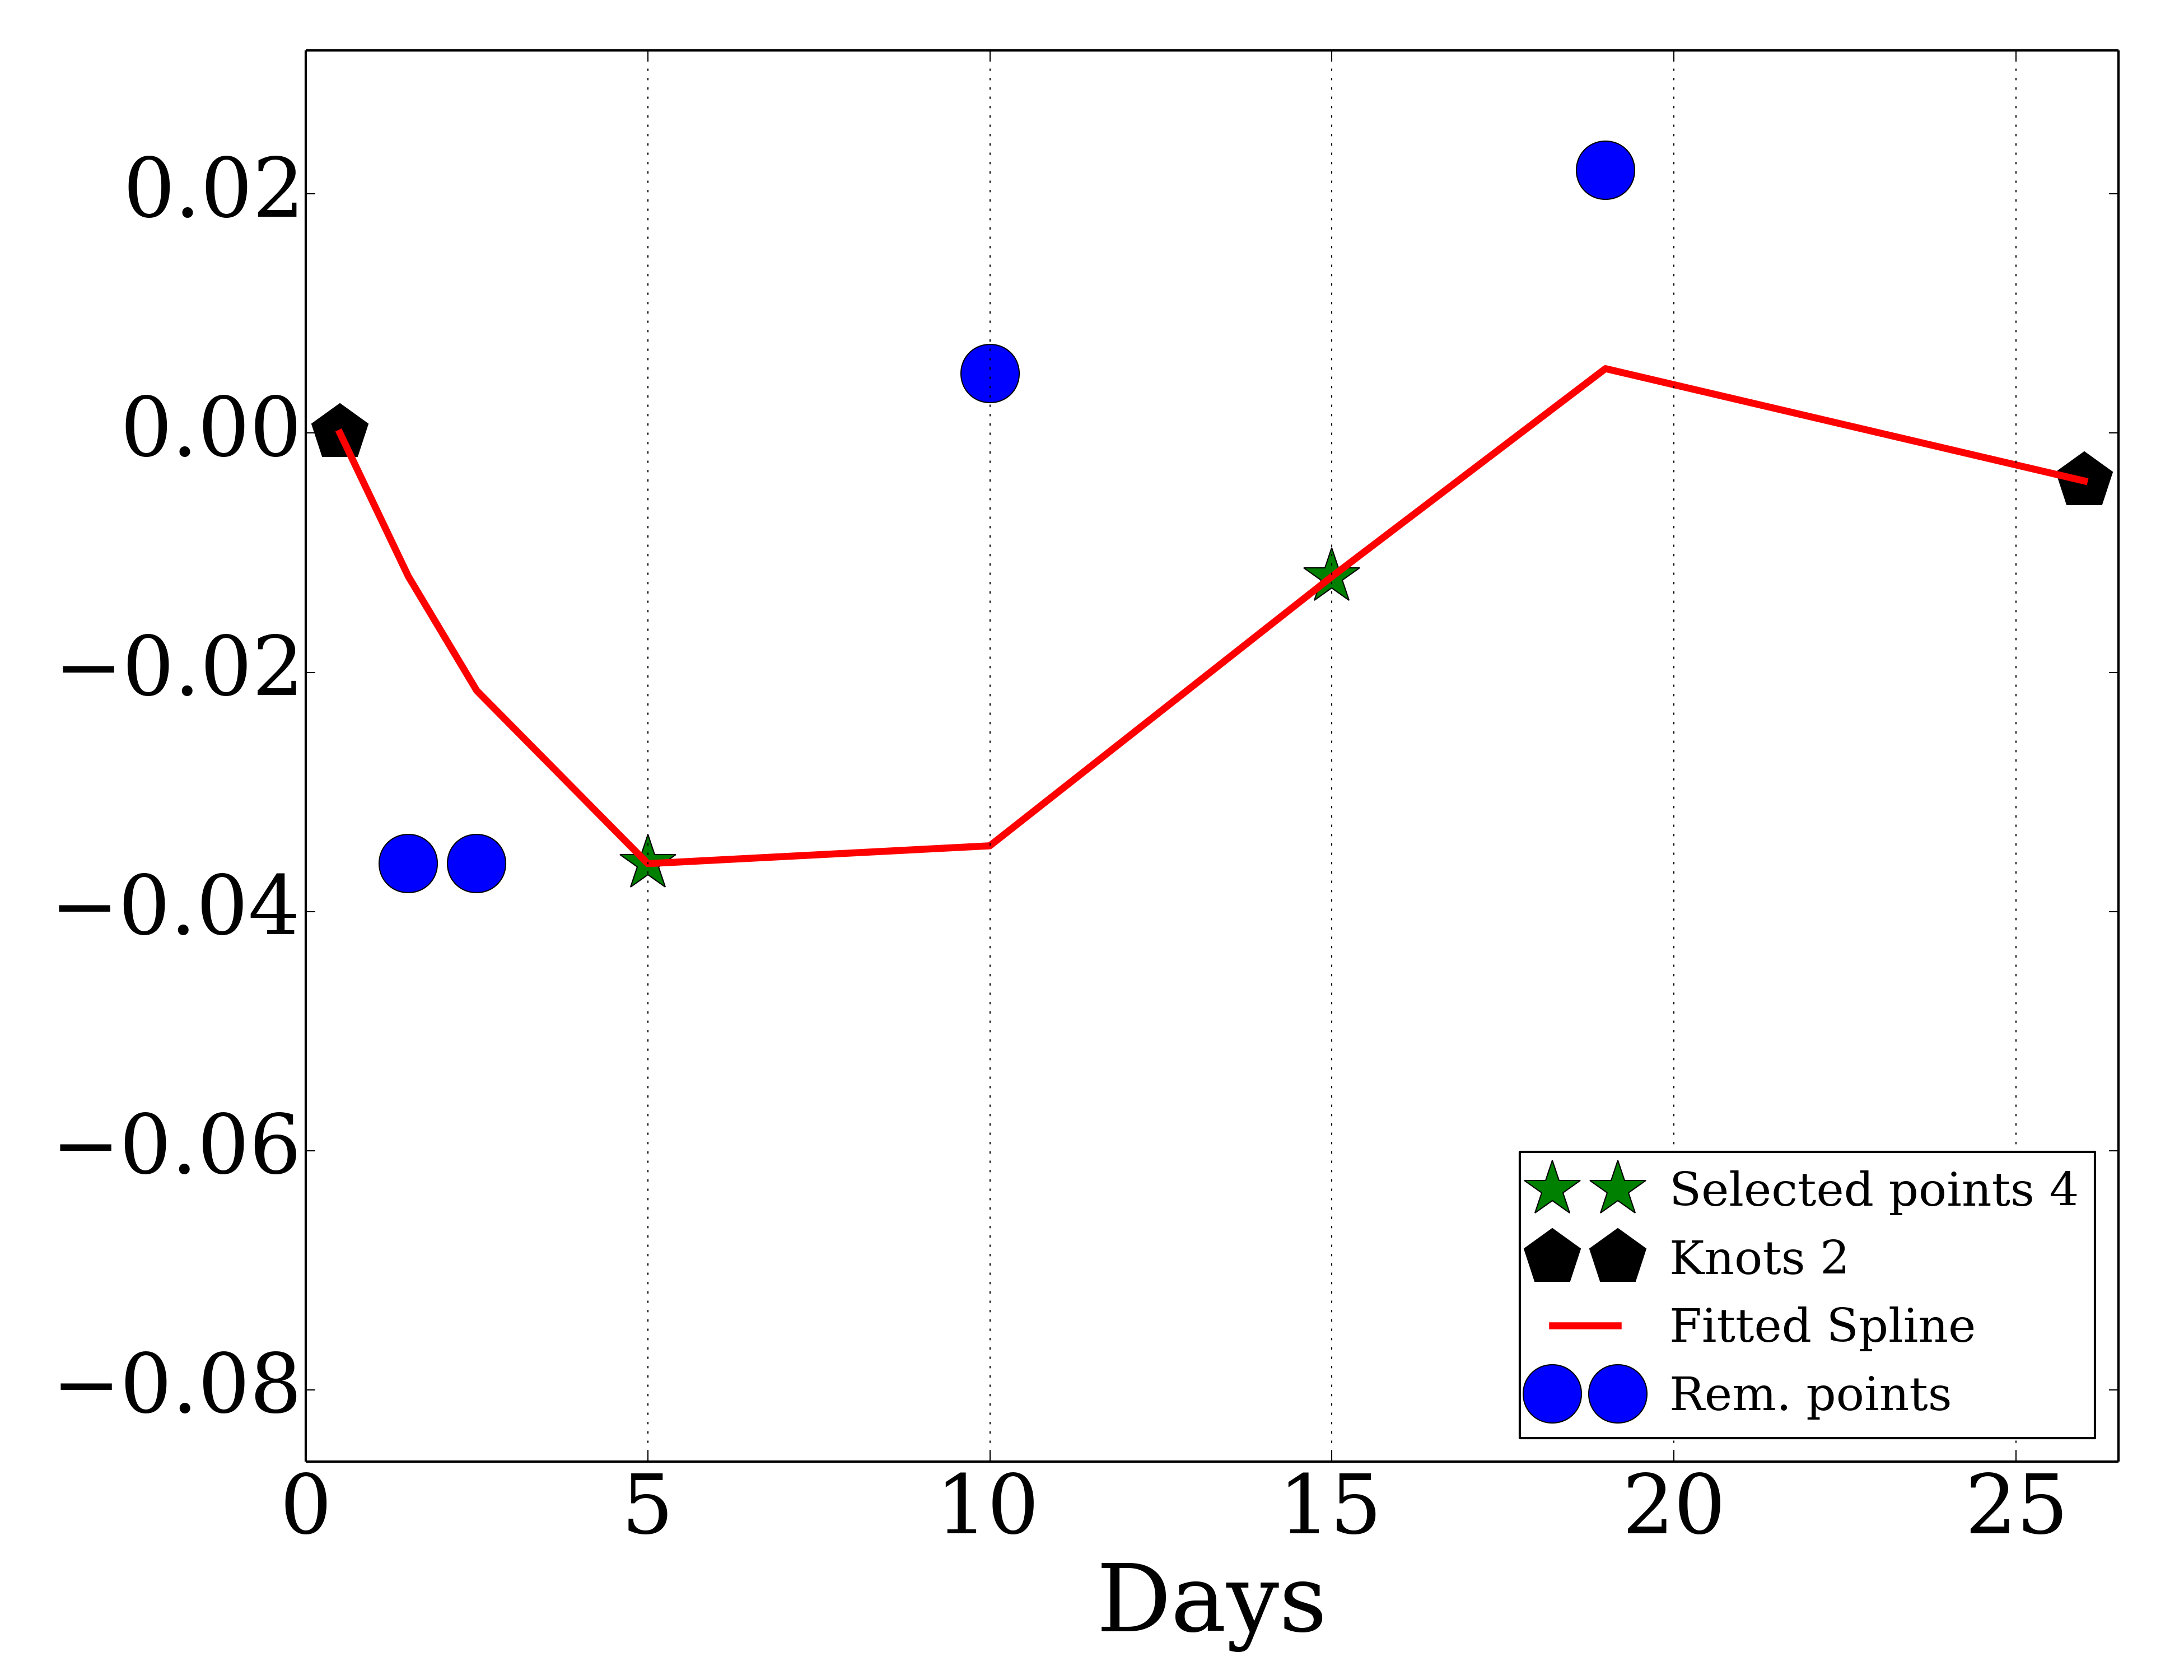 0.02
0.00
−0.02
−0.04
−0.06
−0.08
0 5 10 15 20 25
Days
Selected points 4
Knots 2
Fitted Spline
Rem. points